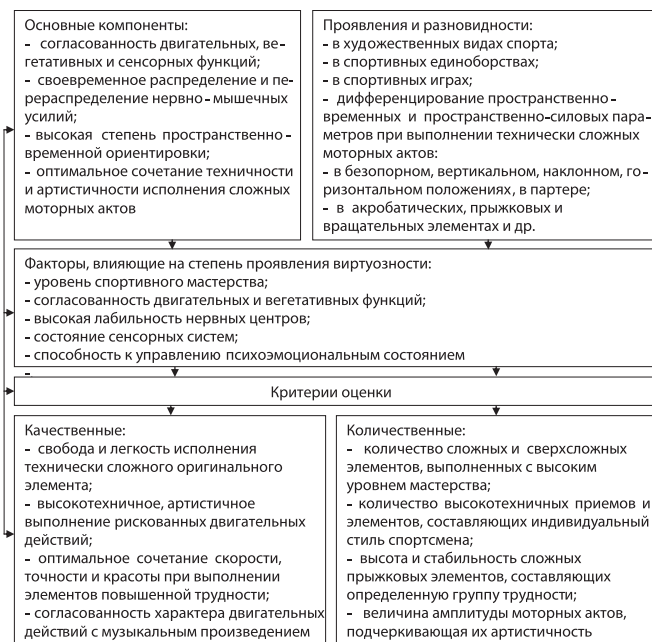 Основные компоненты:
- согласованность двигательных, ве-
гетативных и сенсорных функций;
- своевременное распределение и пе-
рераспределение нервно-мышечных
усилий;
- высокая степень пространственно-
временной ориентировки;
- оптимальное сочетание техничности
и артистичности исполнения сложных
моторных актов
Проявления и разновидности:
- в художественных видах спорта;
- в спортивных единоборствах;
- в спортивных играх;
- дифференцирование пространственно-
временных и пространственно-силовых пара-
метров при выполнении технически сложных
моторных актов:
- в безопорном, вертикальном, наклонном, го-
ризонтальном положениях, в партере;
- в акробатических, прыжковых и
вращательных элементах и др.
Факторы, влияющие на степень проявления виртуозности:
- уровень спортивного мастерства;
- согласованность двигательных и вегетативных функций;
- высокая лабильность нервных центров;
- состояние сенсорных систем;
- способность к управлению психоэмоциональным состоянием
-
Критерии оценки
Качественные:
- свобода и легкость исполнения
технически сложного оригинального
элемента;
- высокотехничное, артистичное
выполнение рискованных двигательных
действий;
- оптимальное сочетание скорости,
точности и красоты при выполнении
элементов повышенной трудности;
- согласованность характера двигательных
действий с музыкальным произведением
Количественные:
- количество сложных и сверхсложных
элементов, выполненных с высоким
уровнем мастерства;
- количество высокотехничных приемов и
элементов, составляющих индивидуальный
стиль спортсмена;
- высота и стабильность сложных
прыжковых элементов, составляющих
определенную группу трудности;
- величина амплитуды моторных актов,
подчеркивающая их артистичность